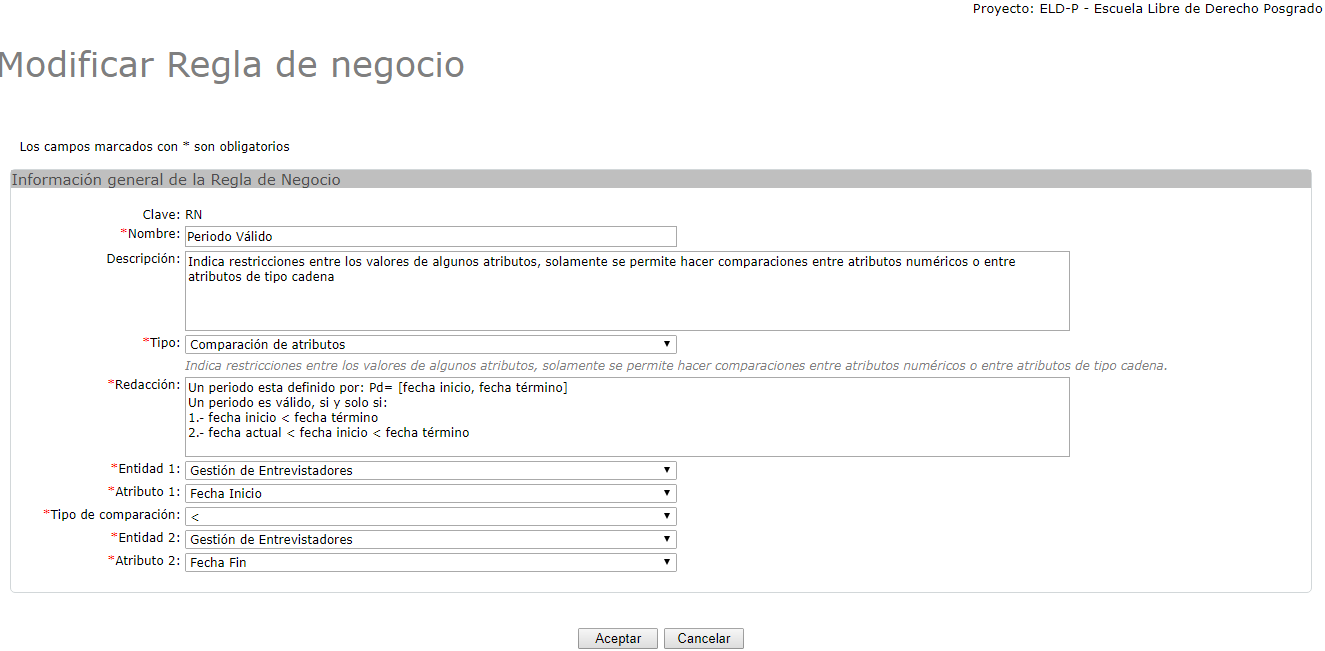 Proyecto: ELD-P - Escuela Libre de Derecho Posgrado
Modificar Regla de negocio
Los campos marcados con * son obligatorios
Información general de la Regla de Negocio
Clave: RN
*Nombre: Periodo Válido
Descripción: Indica restricciones entre los valores de algunos atributos, solamente se permite hacer comparaciones entre atributos numéricos o entre
atributos de tipo cadena
*Tipo: Comparación de atributos
Indica restricciones entre los valores de algunos atributos, solamente se permite hacer comparaciones entre atributos numéricos o entre atributos de tipo cadena.
*Redacción: Un periodo esta definido por: Pd= [fecha inicio, fecha término]
Un periodo es válido, si y solo si:
1.- fecha inicio < fecha término
2.- fecha actual < fecha inicio < fecha término
*Entidad 1: Gestión de Entrevistadores
*Atributo 1: Fecha Inicio
*Tipo de comparación: <
*Entidad 2: Gestión de Entrevistadores
*Atributo 2: Fecha Fin
Aceptar Cancelar